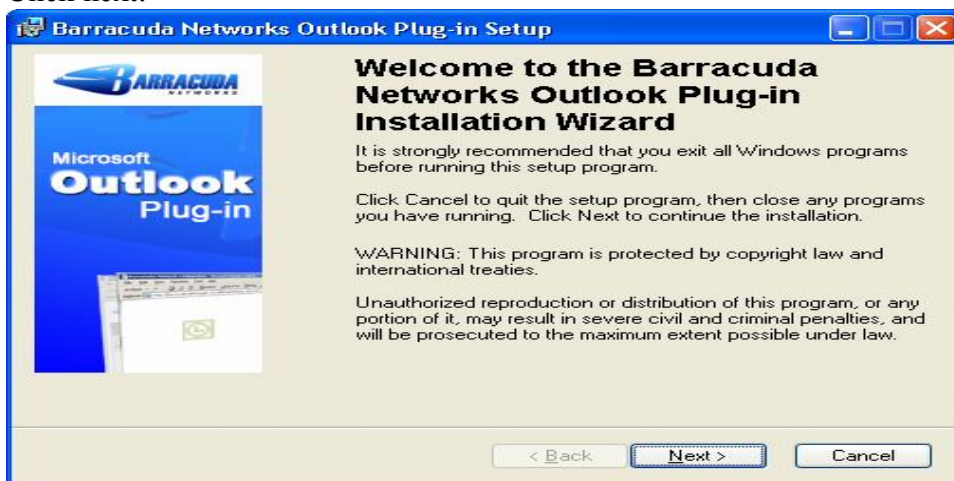 Barracuda Networks Outlook Plug-in Setup
BARRACUDA
NETWORKS
Microsoft
Outlook
Plug-in
Welcome to the Barracuda
Networks Outlook Plug-in
Installation Wizard
It is strongly recommended that you exit all Windows programs
before running this setup program.
Click Cancel to quit the setup program, then close any programs
you have running.  Click Next to continue the installation.
WARNING: This program is protected by copyright law and
international treaties.
Unauthorized reproduction or distribution of this program, or any
portion of it, may result in severe civil and criminal penalties, and
will be prosecuted to the maximum extent possible under law.
< Back
Next >
Cancel